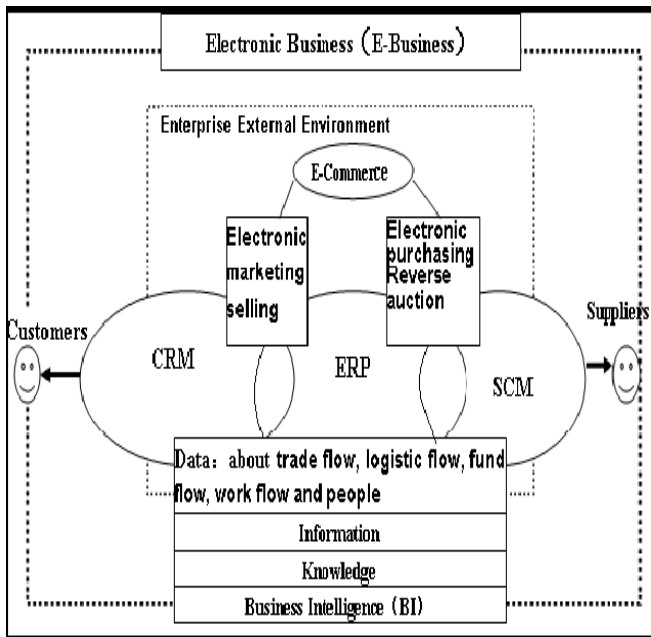 Electronic Business (E-Business)
Enterprise External Environment
E-Commerce
Electronic
marketing
selling
Electronic
purchasing
Reverse
auction
Customers
Suppliers
CRM
ERP
SCM
Data: about trade flow, logistic flow, fund
flow, work flow and people
Information
Knowledge
Business Intelligence (BI)